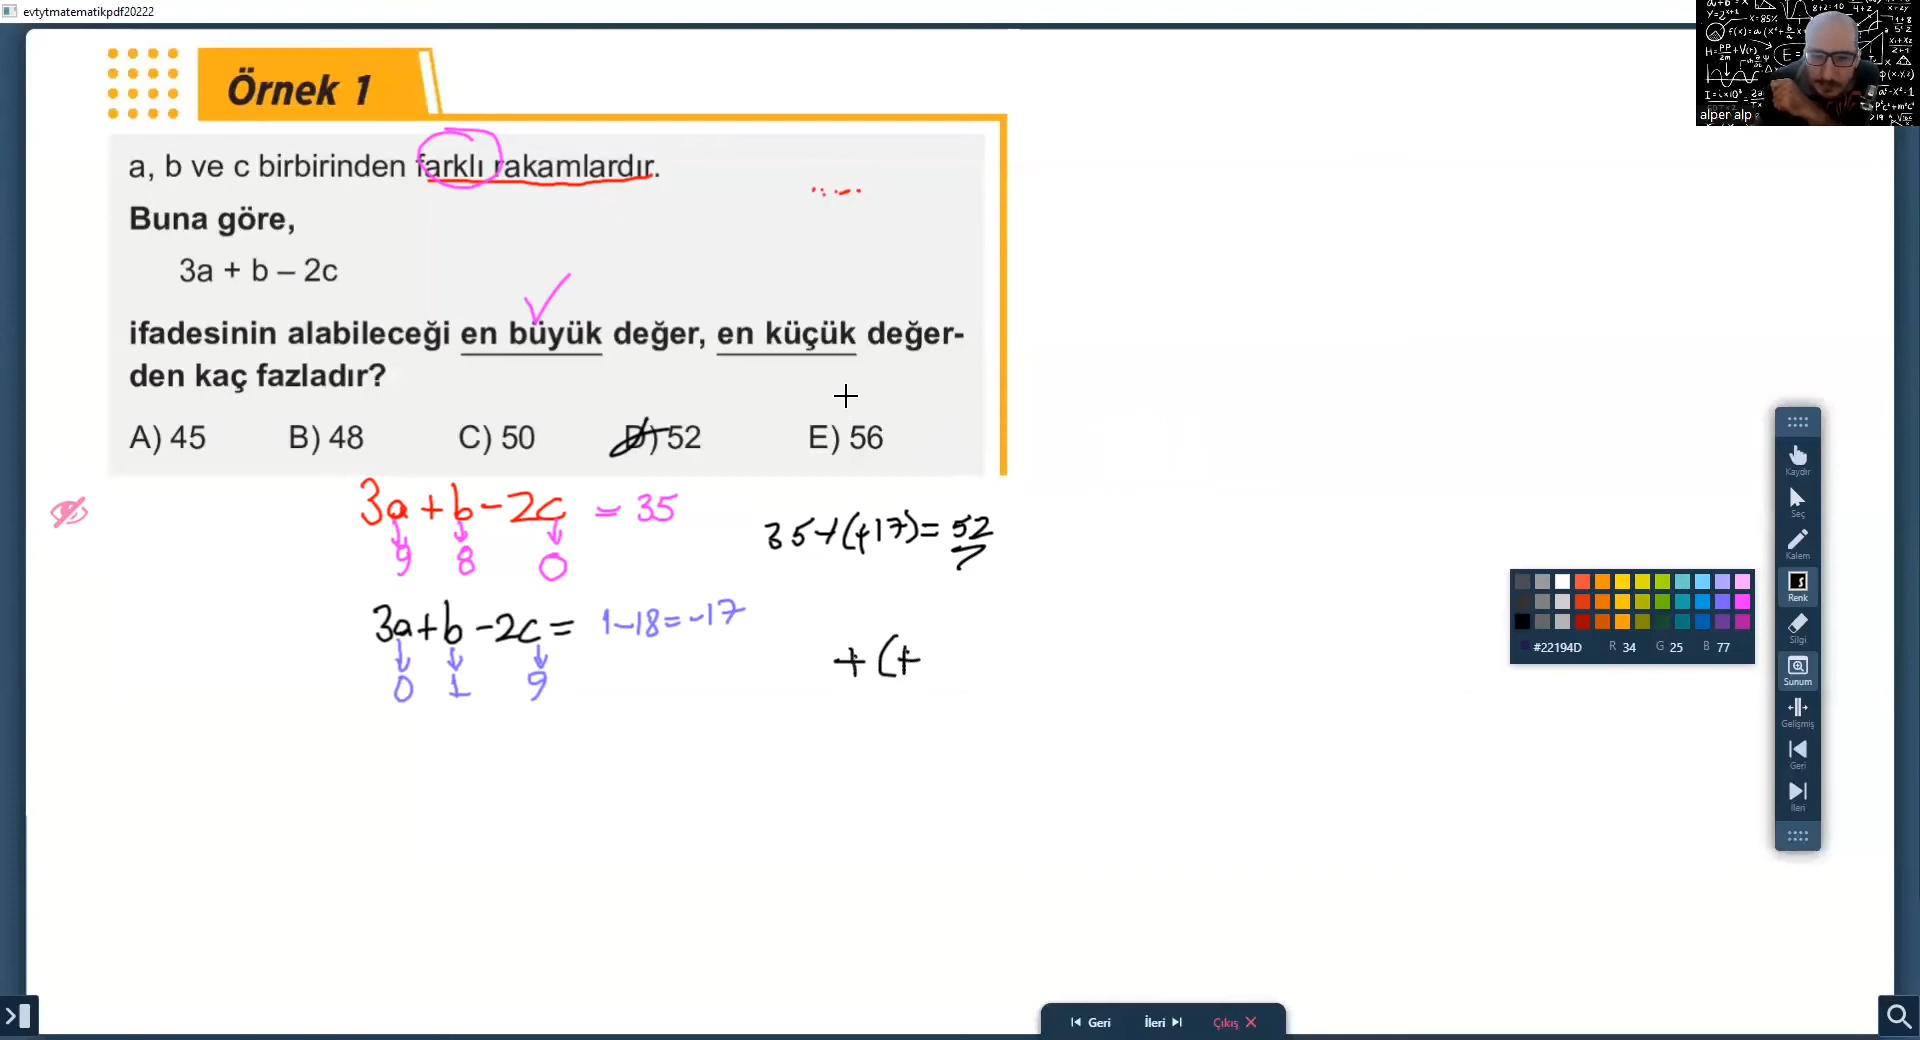 evtytmatematikpdf20222
alper alp
Örnek 1
a, b ve c birbirinden farklı rakamlardır.
Buna göre,
3a + b – 2c
ifadesinin alabileceği en büyük değer, en küçük değer-
den kaç fazladır?
A) 45 B) 48 C) 50 D) 52 E) 56
3a + b - 2c = 35
9 8 0
35 + (+17) = 52
3a + b - 2c = 1 - 18 = -17
0 1 9
+ (+
Kaydır
Seç
Kalem
Renk
Silgi
Sunum
Gelişmiş
Geri
İleri
#22194D R 34 G 25 B 77
Geri İleri Çıkış